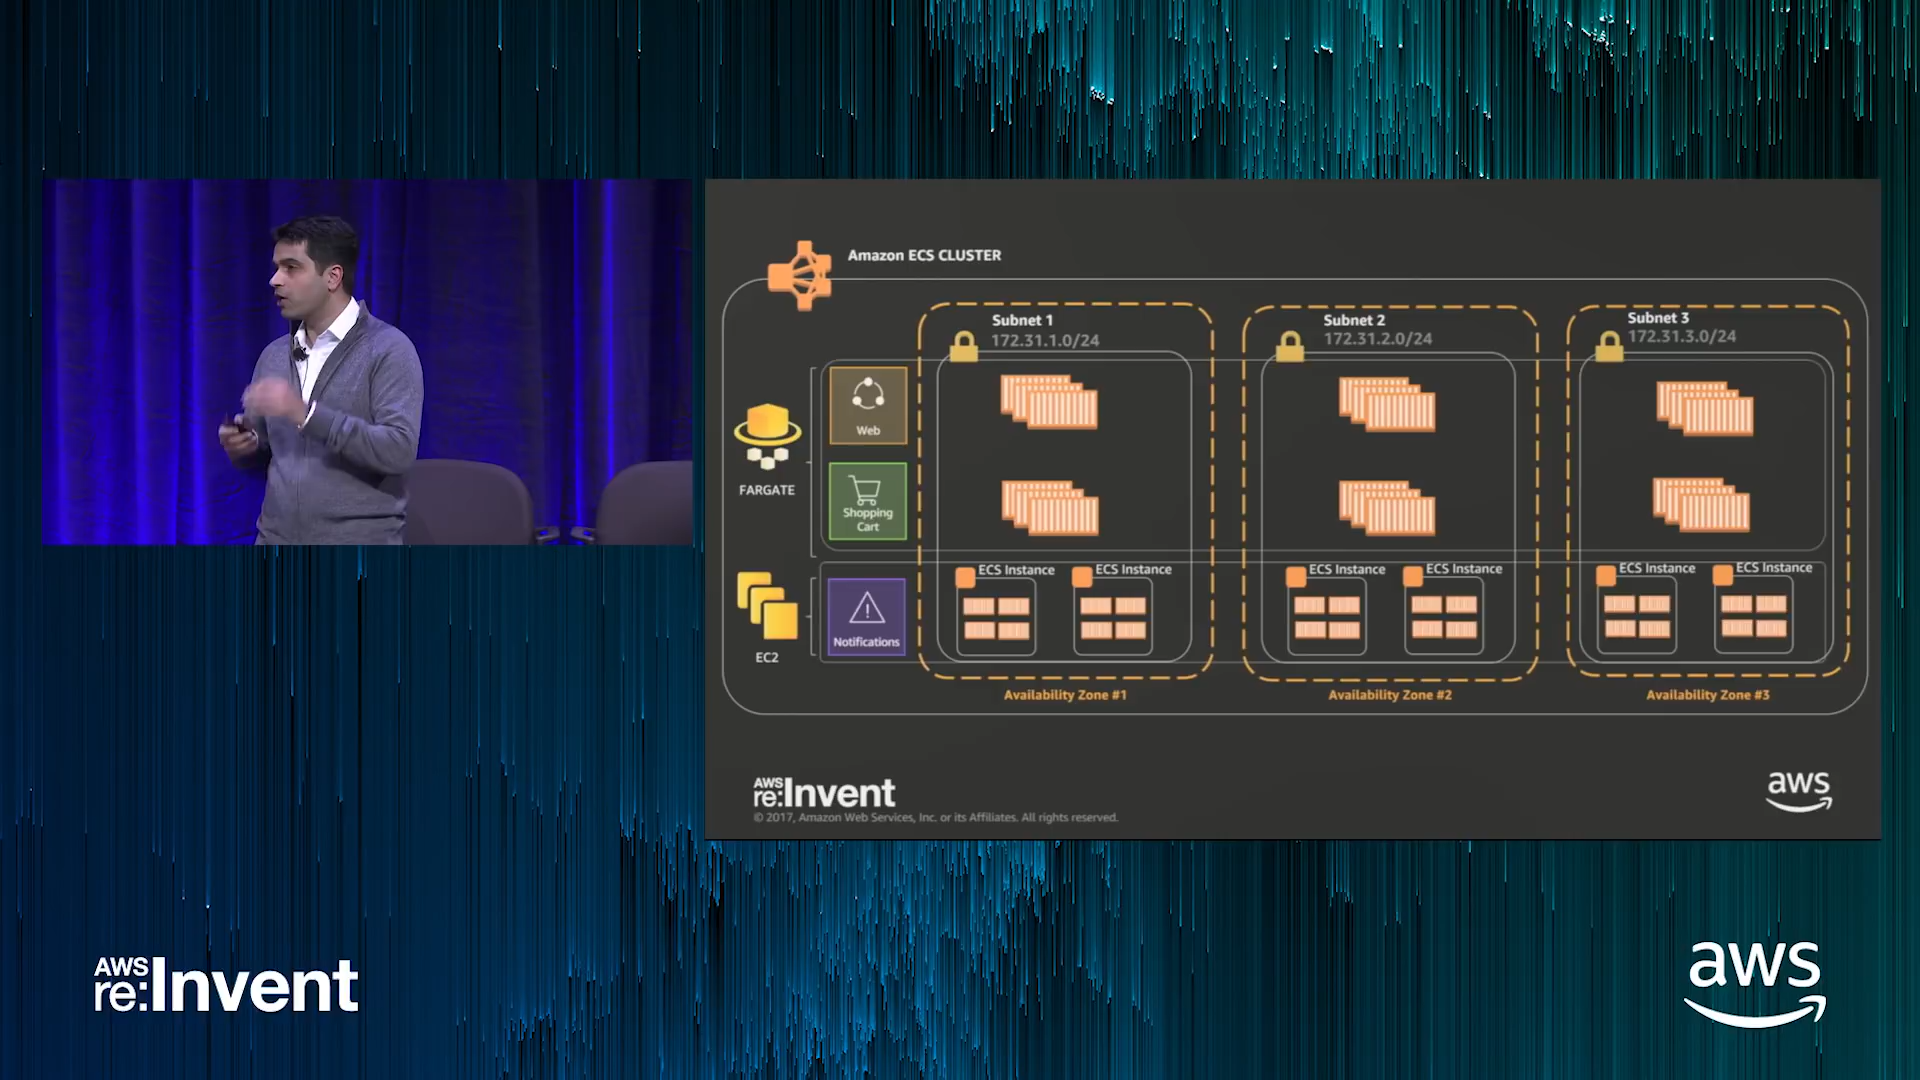 Amazon ECS CLUSTER
Subnet 1
172.31.1.0/24
Subnet 2
172.31.2.0/24
Subnet 3
172.31.3.0/24
FARGATE
Web
Shopping
Cart
EC2
Notifications
ECS Instance
ECS Instance
ECS Instance
ECS Instance
ECS Instance
ECS Instance
Availability Zone #1
Availability Zone #2
Availability Zone #3
AWS
re:Invent
© 2017, Amazon Web Services, Inc. or its Affiliates. All rights reserved.
aws
AWS
re:Invent
aws